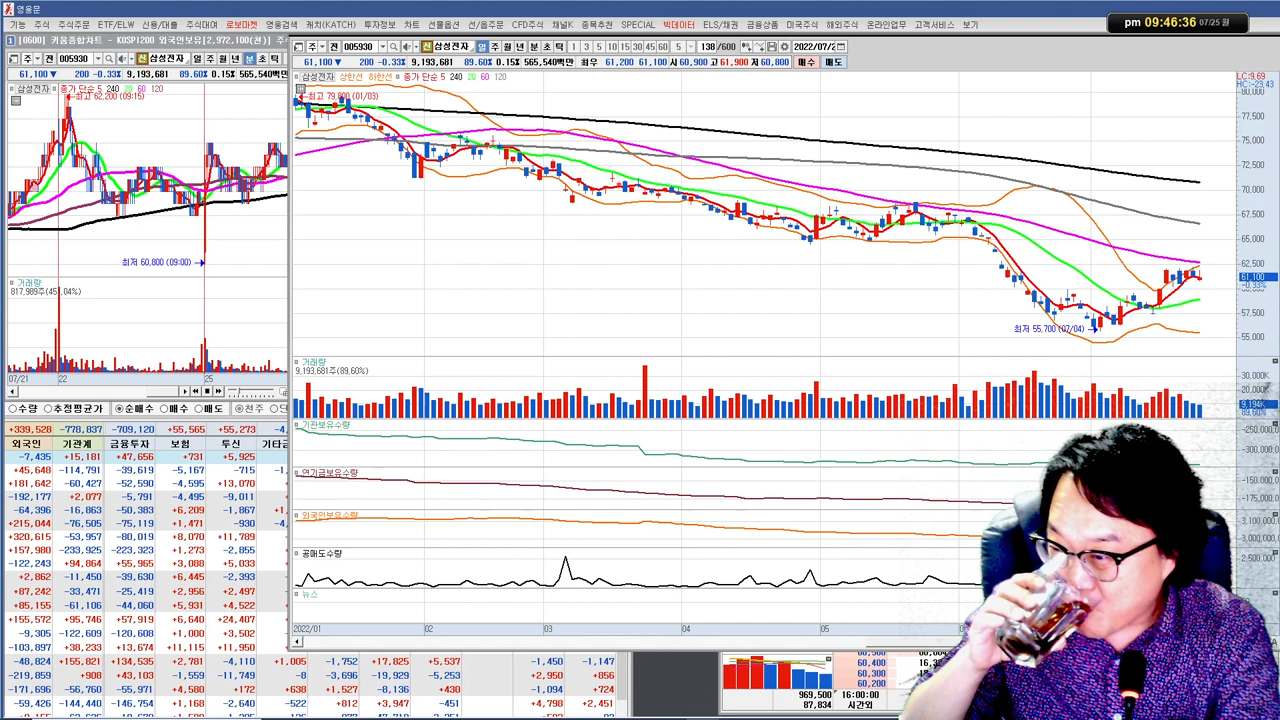 영웅문
기능 주식 주식주문 ETF/ELW 신용/대출 주식대여 로보마켓 영웅검색 캐치(KATCH) 투자정보 차트 선물옵션 선/옵주문 CFD주식 채널K 종목추천 SPECIAL 빅데이터 ELS/채권 금융상품 미국주식 해외주식 온라인업무 고객서비스 보기
pm 09:46:36 07/25 월
1 [0600] 키움종합차트 - KOSPI200 외국인보유[2,972,100(천)]
주 전 005930 신 삼성전자 일 주 월 년 분 초 틱
61,100 ▼ 200 -0.33% 9,193,681 89.60% 0.15% 565,540백만
주 전 005930 신 삼성전자 일 주 월 년 분 초 틱 1 3 5 10 15 30 45 60 5 138 /600 2022/07/2
61,100 ▼ 200 -0.33% 9,193,681 89.60% 0.15% 565,540백만 최우 61,200 61,100 시 60,900 고 61,900 저 60,800 매수 매도
삼성전자 종가 단순 5 240 20 60 120
최고 62,200 (09:15)
최저 60,800 (09:00)
거래량
817,989주(45
.04%)
07/21 22 25
삼성전자 상한선 하한선 종가 단순 5 240 20 60 120
최고 79,800 (01/03)
최저 55,700 (07/04)
LC:9.69
HC:-23.43
80,000
77,500
75,000
72,500
70,000
67,500
65,000
62,500
61,100
-0.33%
57,500
55,000
거래량
9,193,681주(89,60%)
30,000K
20,000K
9,194K
89.60%
기관보유수량
-250,000
-300,000
연기금보유수량
-150,000
-175,000
외국인보유수량
3,100,000
3,000,000
공매도수량
2,500,000
뉴스
2022/01 02 03 04 05
수량 추정평균가 순매수 매수 매도 천주 단
+339,528 -778,837 -709,120 +55,565 +55,273
외국인 기관계 금융투자 보험 투신 기타금
-7,435 +15,181 +47,656 +731 +5,925
+45,648 -114,791 -39,619 -5,167 -715
+181,642 -60,427 -52,590 -4,595 +13,070
-192,177 +2,077 -5,791 -4,495 -9,011
-64,396 -16,863 -50,383 +6,209 -1,867
+215,044 -76,505 -75,119 +1,471 -930
+320,615 -53,957 -80,019 +8,070 +11,789
+157,980 -233,925 -223,323 +1,273 -2,855
-122,243 +94,864 +55,965 +3,088 +5,033
+2,862 -11,450 -39,630 +6,445 -2,393
+87,242 -33,471 -25,419 +2,956 +2,497
+85,155 -61,106 -44,060 +5,931 +4,522
+155,572 +95,746 +57,919 +6,640 +24,407
-9,305 -122,609 -120,608 +1,000 +3,502
-103,897 +38,233 +13,674 +11,115 +11,950
-48,824 +155,821 +134,535 +2,781 -4,110 +1,005 -1,752 +17,825 +5,537 -1,450 -1,147
-219,859 +908 +43,103 -1,559 -11,749 -8 -3,696 -19,929 -5,253 +2,950 +856
-171,696 -56,760 -55,971 +4,580 +172 +638 +1,527 -8,136 +430 -1,094 +724
-59,426 -144,440 -146,754 +1,168 -2,640 -522 +812 +3,947 -451 +4,798 +2,451
60,400
60,300
60,200
969,500 16:00:00
87,834 시간외